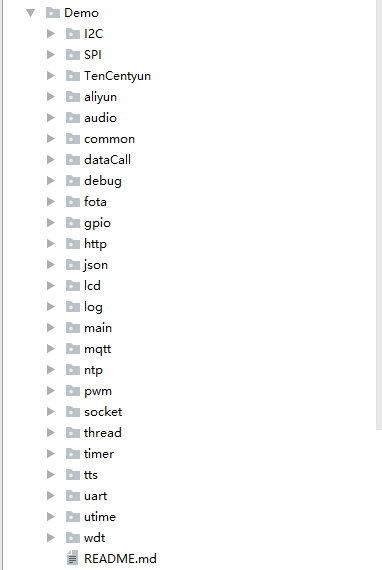 Demo
I2C
SPI
TenCentyun
aliyun
audio
common
dataCall
debug
fota
gpio
http
json
lcd
log
main
mqtt
ntp
pwm
socket
thread
timer
tts
uart
utime
wdt
README.md